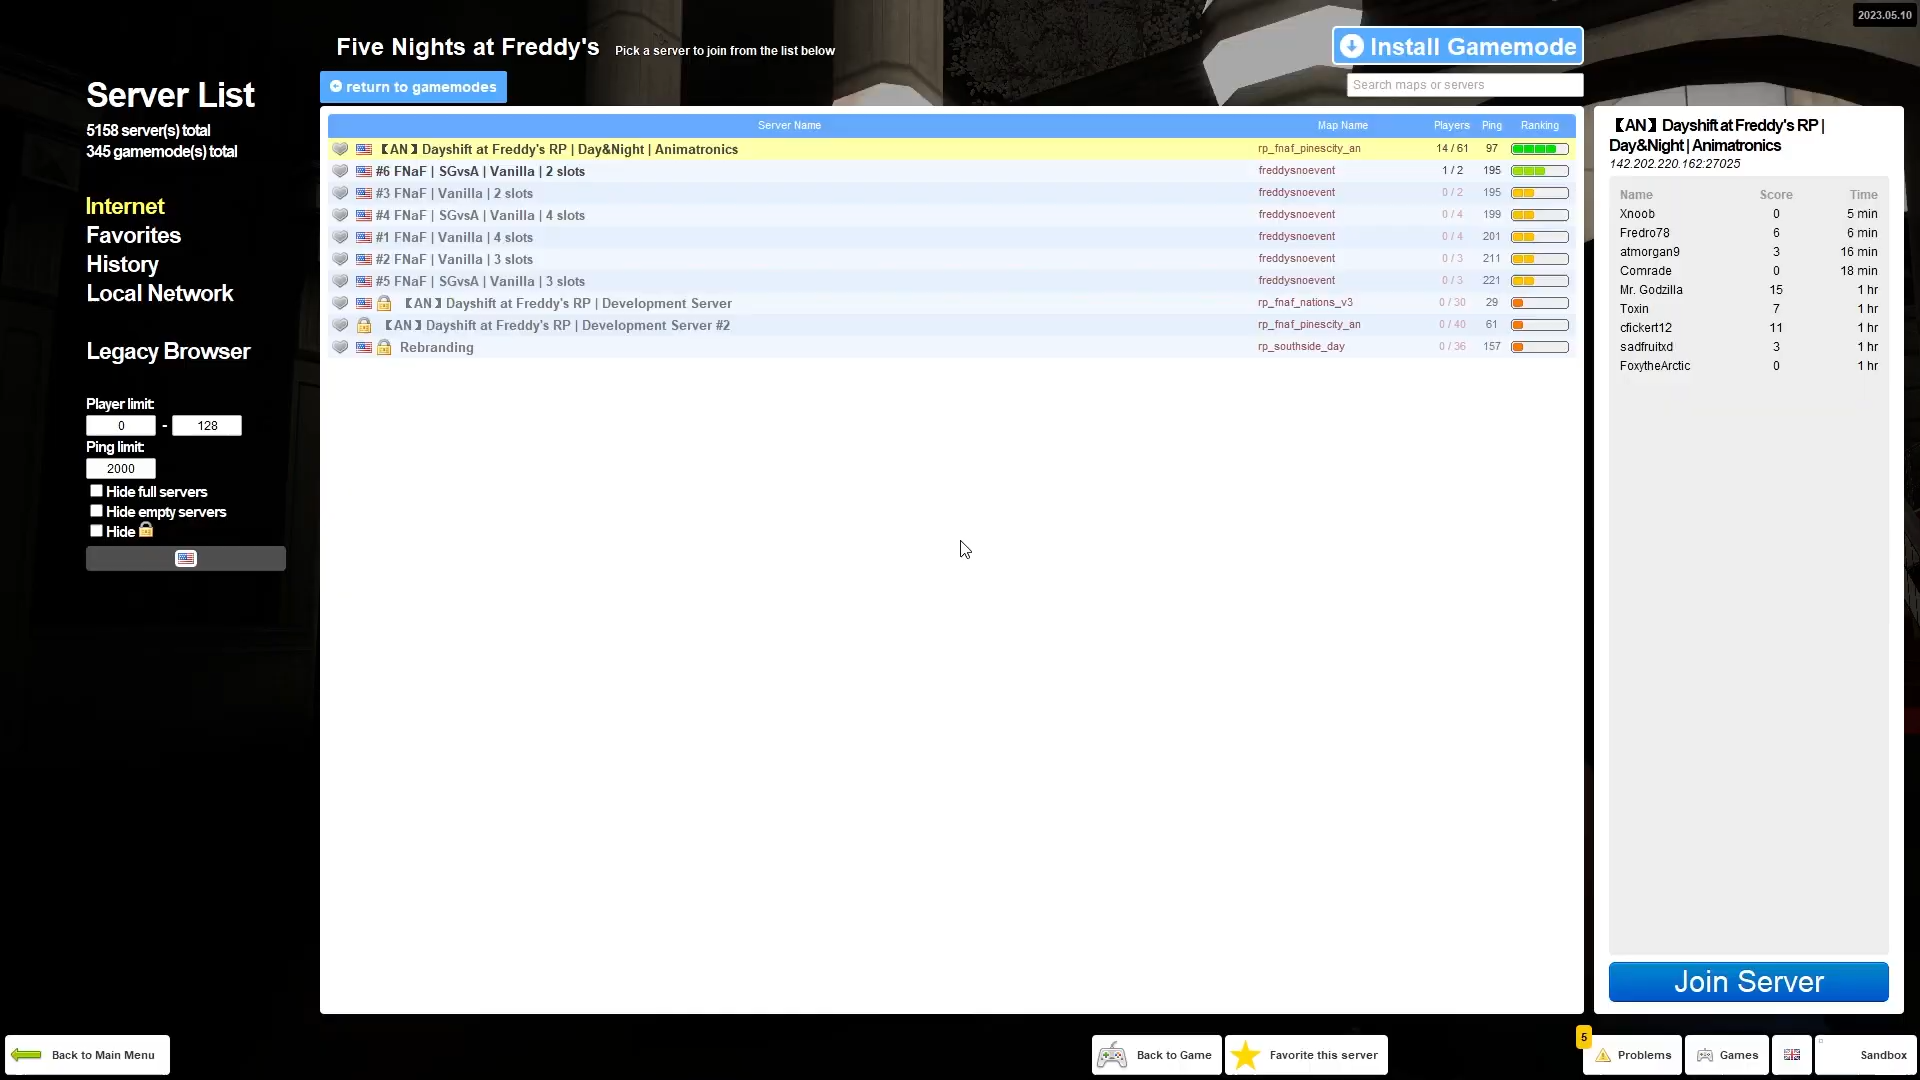 2023.05.10
Five Nights at Freddy's Pick a server to join from the list below
Install Gamemode
return to gamemodes
Search maps or servers
Server List
5158 server(s) total
345 gamemode(s) total
Internet
Favorites
History
Local Network
Legacy Browser
Player limit:
0 - 128
Ping limit:
2000
Hide full servers
Hide empty servers
Hide
Server Name Map Name Players Ping Ranking
【AN】Dayshift at Freddy's RP | Day&Night | Animatronics rp_fnaf_pinescity_an 14 / 61 97
#6 FNaF | SGvsA | Vanilla | 2 slots freddysnoevent 1 / 2 195
#3 FNaF | Vanilla | 2 slots freddysnoevent 0 / 2 195
#4 FNaF | SGvsA | Vanilla | 4 slots freddysnoevent 0 / 4 199
#1 FNaF | Vanilla | 4 slots freddysnoevent 0 / 4 201
#2 FNaF | Vanilla | 3 slots freddysnoevent 0 / 3 211
#5 FNaF | SGvsA | Vanilla | 3 slots freddysnoevent 0 / 3 221
【AN】Dayshift at Freddy's RP | Development Server rp_fnaf_nations_v3 0 / 30 29
【AN】Dayshift at Freddy's RP | Development Server #2 rp_fnaf_pinescity_an 0 / 40 61
Rebranding rp_southside_day 0 / 36 157
【AN】Dayshift at Freddy's RP |
Day&Night | Animatronics
142.202.220.162:27025
Name Score Time
Xnoob 0 5 min
Fredro78 6 6 min
atmorgan9 3 16 min
Comrade 0 18 min
Mr. Godzilla 15 1 hr
Toxin 7 1 hr
cfickert12 11 1 hr
sadfruitxd 3 1 hr
FoxytheArctic 0 1 hr
Join Server
Back to Main Menu
Back to Game
Favorite this server
5
Problems
Games
Sandbox